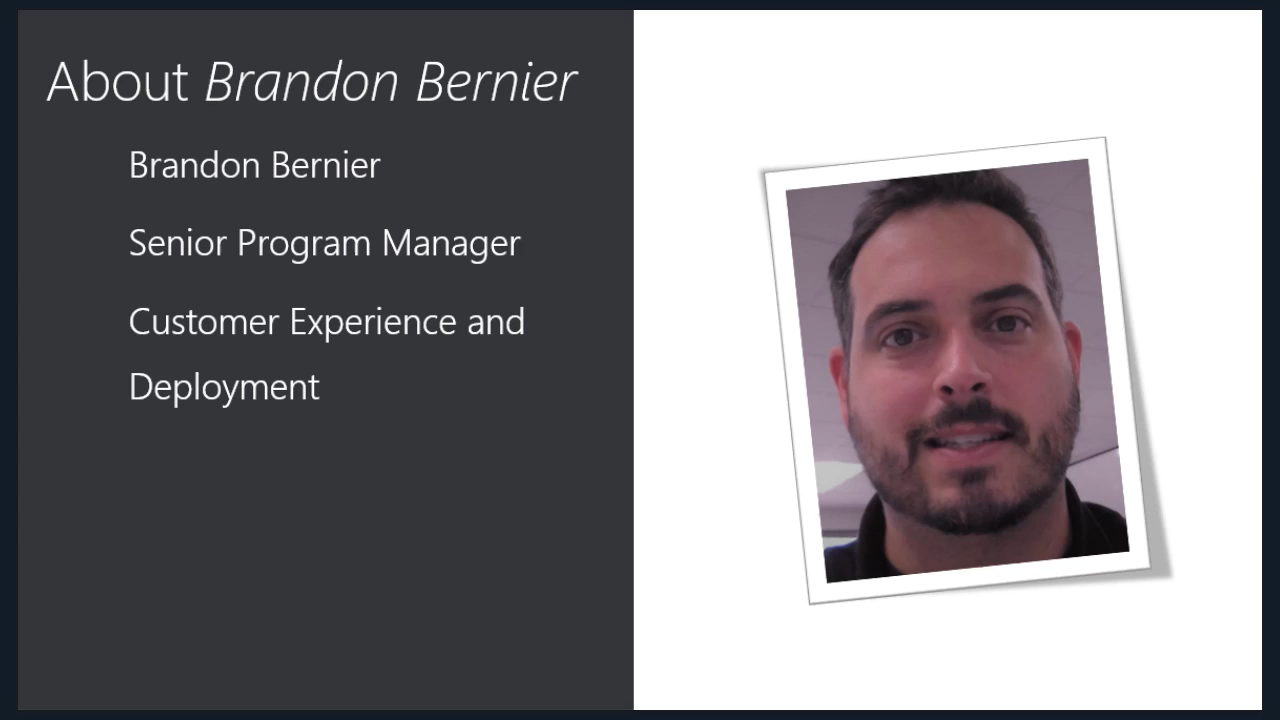 About Brandon Bernier
Brandon Bernier
Senior Program Manager
Customer Experience and
Deployment